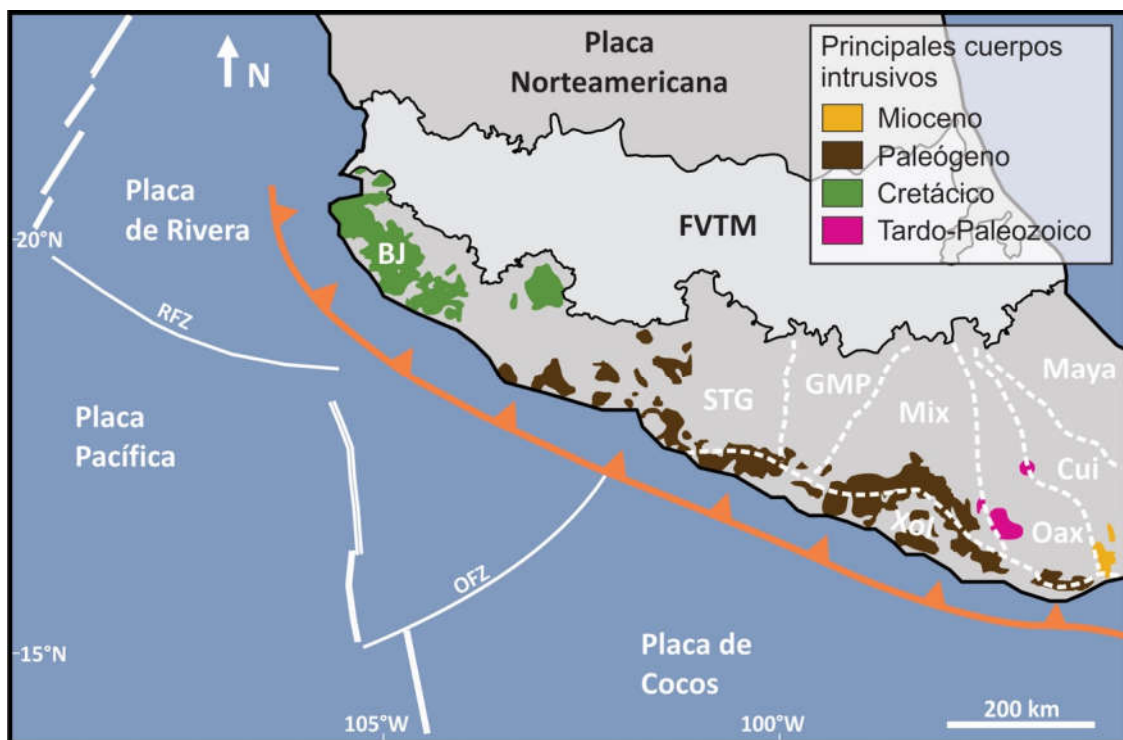 Placa
Norteamericana
Principales cuerpos
intrusivos
Mioceno
Paleógeno
Cretácico
Tardo-Paleozoico
N
Placa
de Rivera
20°N
BJ
FVTM
RFZ
Placa
Pacífica
STG
GMP
Mix
Maya
Cui
Oax
Xol
OFZ
15°N
Placa de
Cocos
105°W
100°W
200 km